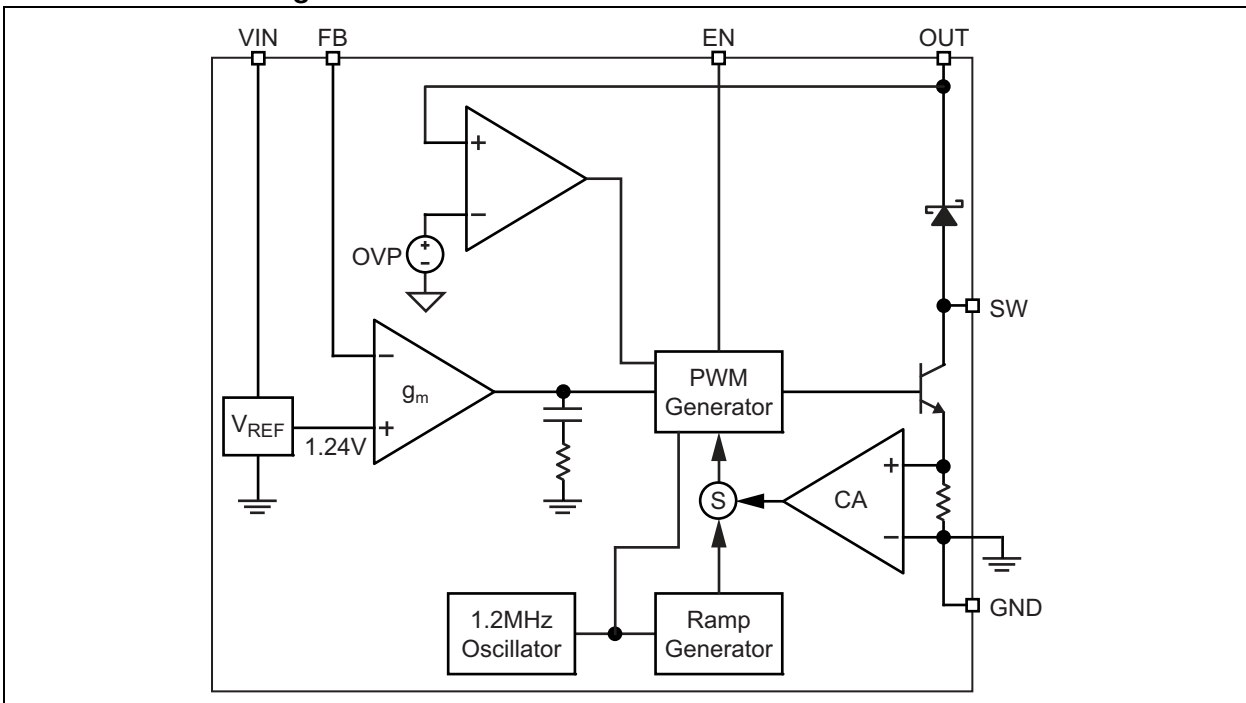 g
VIN
FB
EN
OUT
+
−
OVP
+
−
SW
−
gm
+
VREF
1.24V
PWM
Generator
S
CA
+
−
GND
1.2MHz
Oscillator
Ramp
Generator